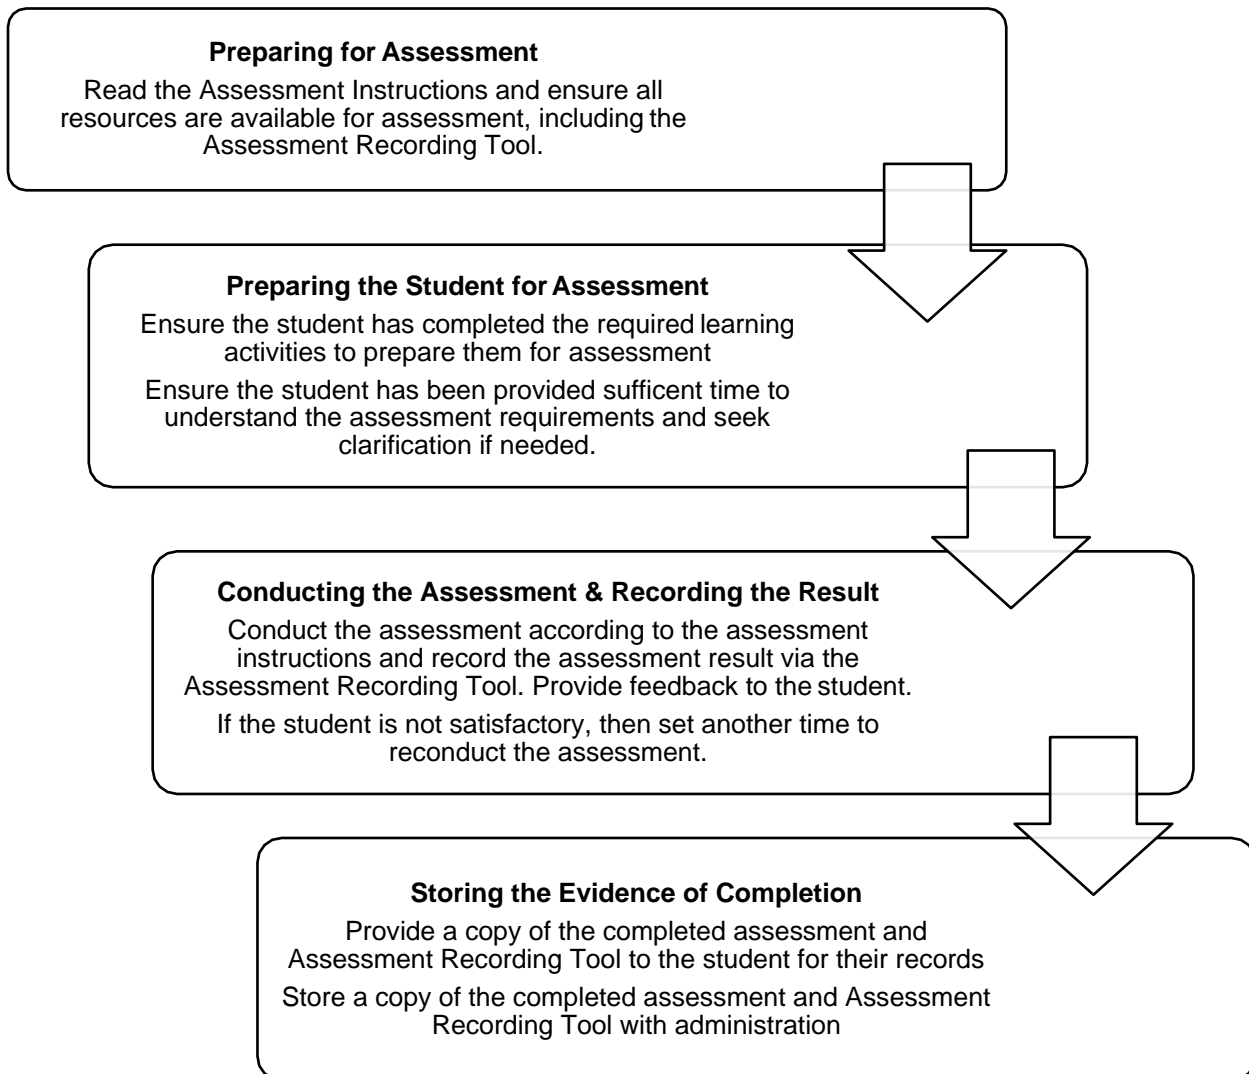 Preparing for Assessment
Read the Assessment Instructions and ensure all
resources are available for assessment, including the
Assessment Recording Tool.
Preparing the Student for Assessment
Ensure the student has completed the required learning
activities to prepare them for assessment
Ensure the student has been provided sufficent time to
understand the assessment requirements and seek
clarification if needed.
Conducting the Assessment & Recording the Result
Conduct the assessment according to the assessment
instructions and record the assessment result via the
Assessment Recording Tool. Provide feedback to the student.
If the student is not satisfactory, then set another time to
reconduct the assessment.
Storing the Evidence of Completion
Provide a copy of the completed assessment and
Assessment Recording Tool to the student for their records
Store a copy of the completed assessment and Assessment
Recording Tool with administration